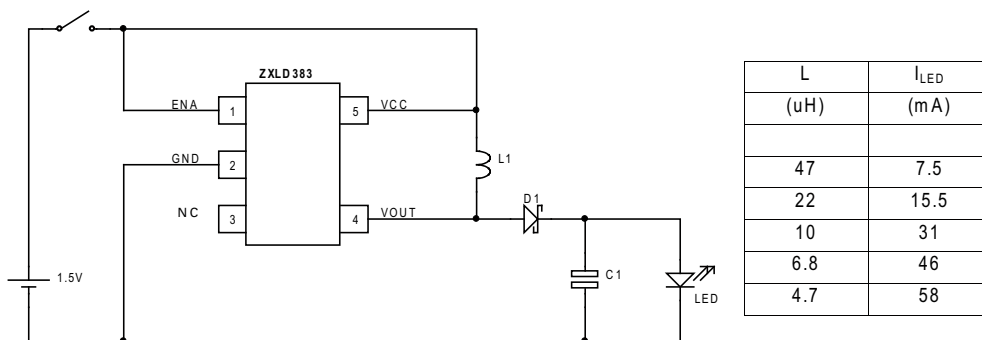 ZXLD383
ENA 1 5 VCC
GND 2 L1
NC 3 4 VOUT D1
1.5V C1 LED
L I_LED
(uH) (mA)
47 7.5
22 15.5
10 31
6.8 46
4.7 58